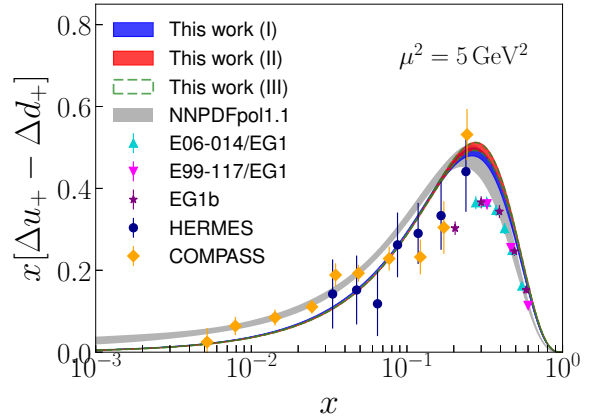 0.8
0.6
0.4
0.2
0.0
x [Δu₊ − Δd₊]
This work (I)
This work (II)
This work (III)
NNPDFpol1.1
E06-014/EG1
E99-117/EG1
EG1b
HERMES
COMPASS
μ² = 5 GeV²
10⁻³ 10⁻² 10⁻¹ 10⁰
x